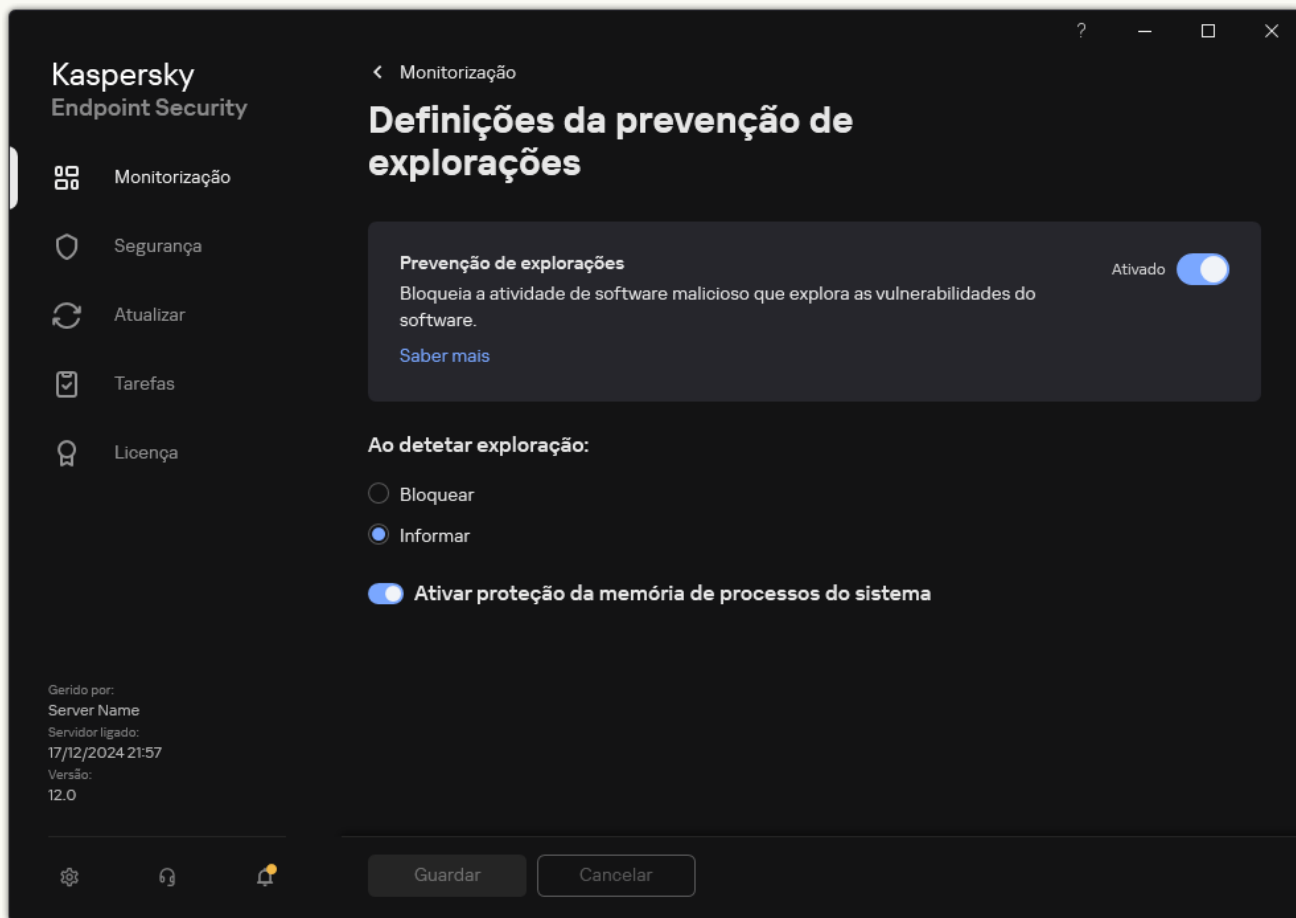 ?
Kaspersky
Endpoint Security
Monitorização
Segurança
Atualizar
Tarefas
Licença
Gerido por:
Server Name
Servidor ligado:
17/12/2024 21:57
Versão:
12.0
Monitorização
Definições da prevenção de
explorações
Prevenção de explorações
Ativado
Bloqueia a atividade de software malicioso que explora as vulnerabilidades do
software.
Saber mais
Ao detetar exploração:
Bloquear
Informar
Ativar proteção da memória de processos do sistema
Guardar
Cancelar